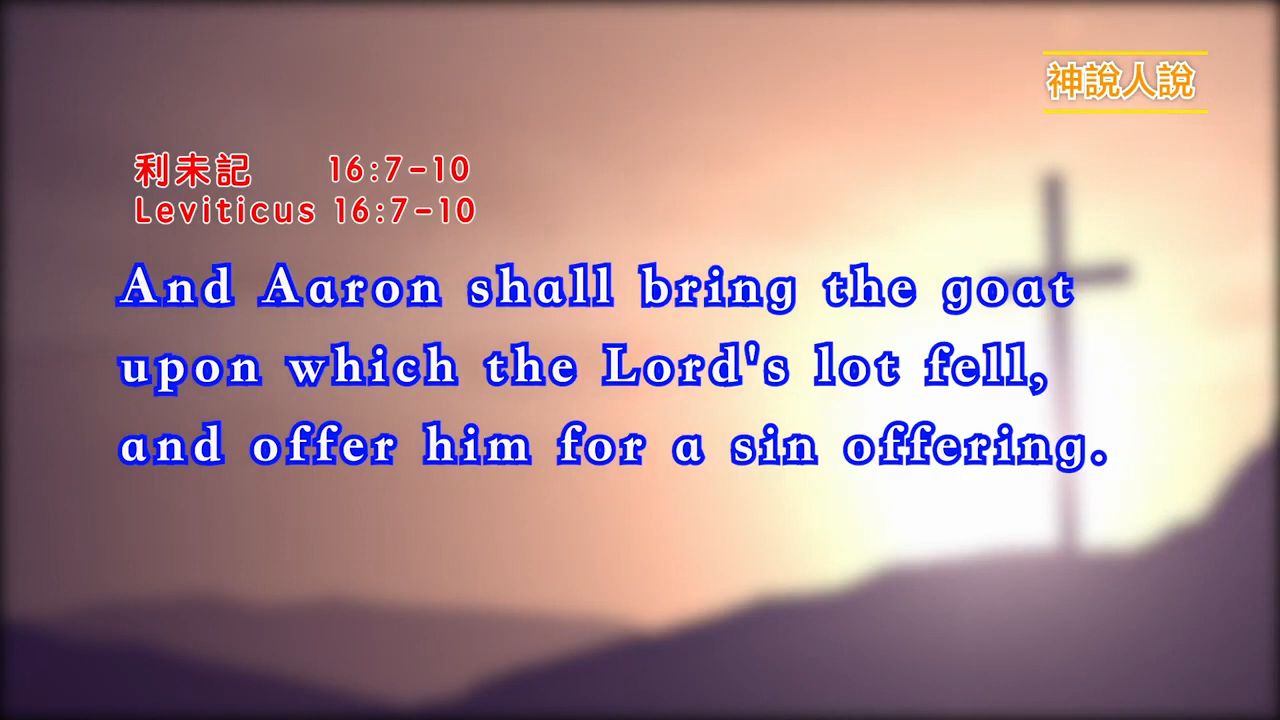 神說人說
利未記 16:7-10
Leviticus 16:7-10
And Aaron shall bring the goat
upon which the Lord's lot fell,
and offer him for a sin offering.